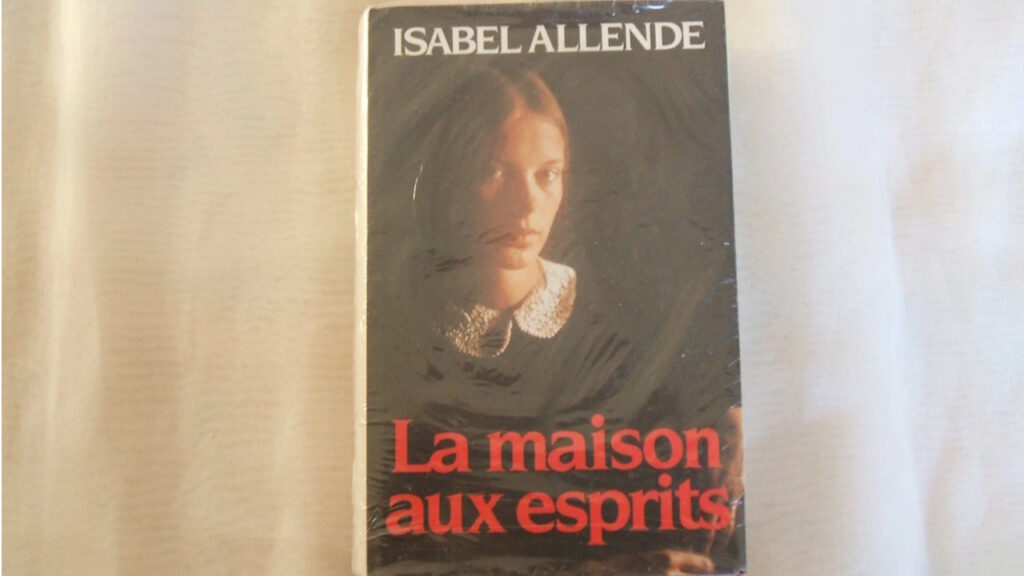 ISABEL ALLENDE
La maison
aux esprits